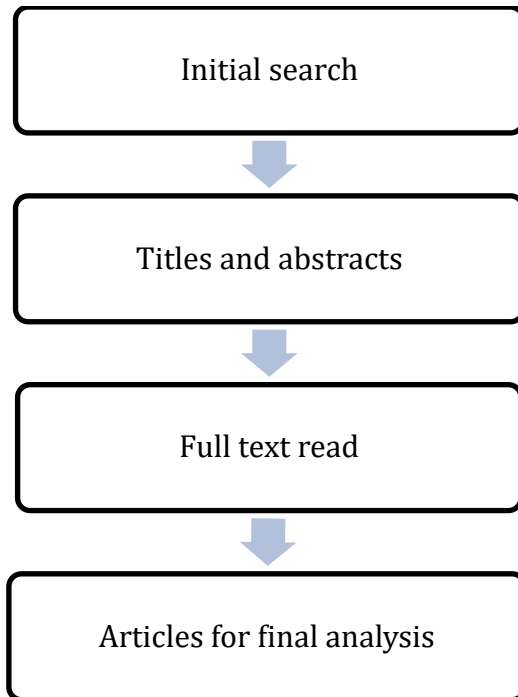 Initial search
Titles and abstracts
Full text read
Articles for final analysis